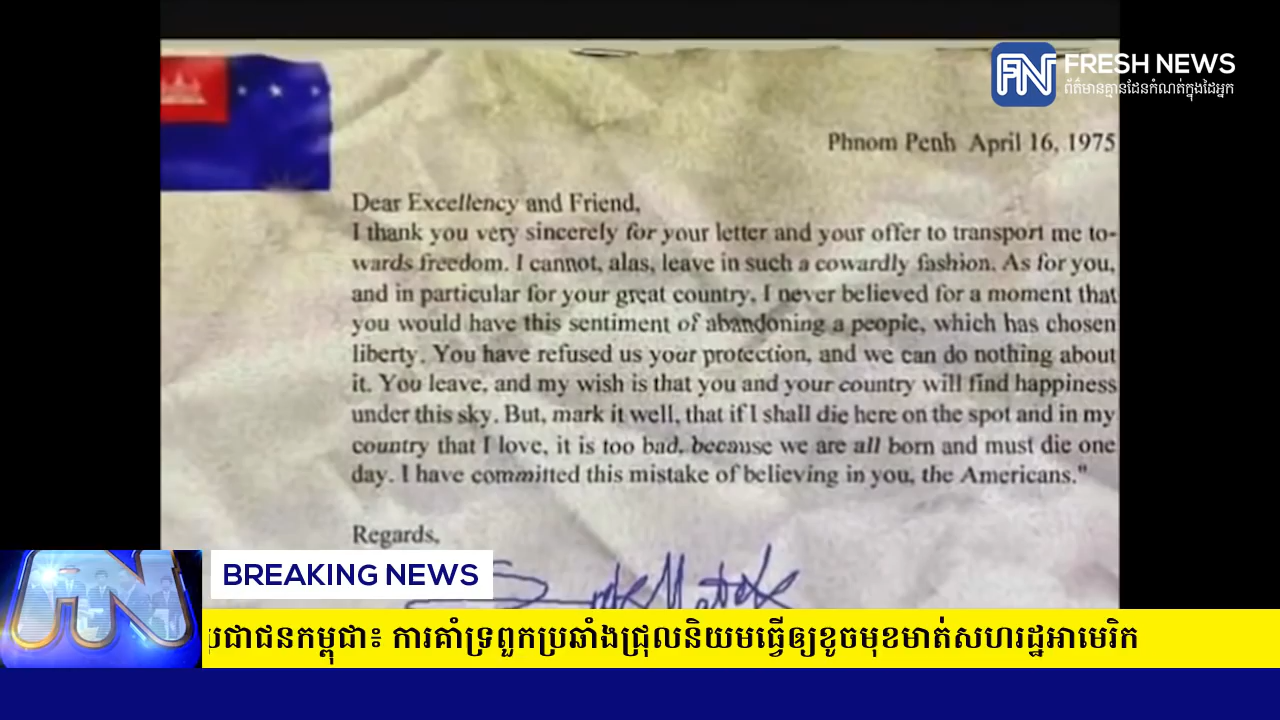 FN FRESH NEWS
ព័ត៌មានគ្មានដែនកំណត់ក្នុងដៃអ្នក
Phnom Penh April 16, 1975
Dear Excellency and Friend,
I thank you very sincerely for your letter and your offer to transport me to-
wards freedom. I cannot, alas, leave in such a cowardly fashion. As for you,
and in particular for your great country, I never believed for a moment that
you would have this sentiment of abandoning a people, which has chosen
liberty. You have refused us your protection, and we can do nothing about
it. You leave, and my wish is that you and your country will find happiness
under this sky. But, mark it well, that if I shall die here on the spot and in my
country that I love, it is too bad, because we are all born and must die one
day. I have committed this mistake of believing in you, the Americans."
Regards,
FN
BREAKING NEWS
ប្រជាជនកម្ពុជា៖ ការគាំទ្រពួកប្រឆាំងជ្រុលនិយមធ្វើឲ្យខូចមុខមាត់សហរដ្ឋអាមេរិក